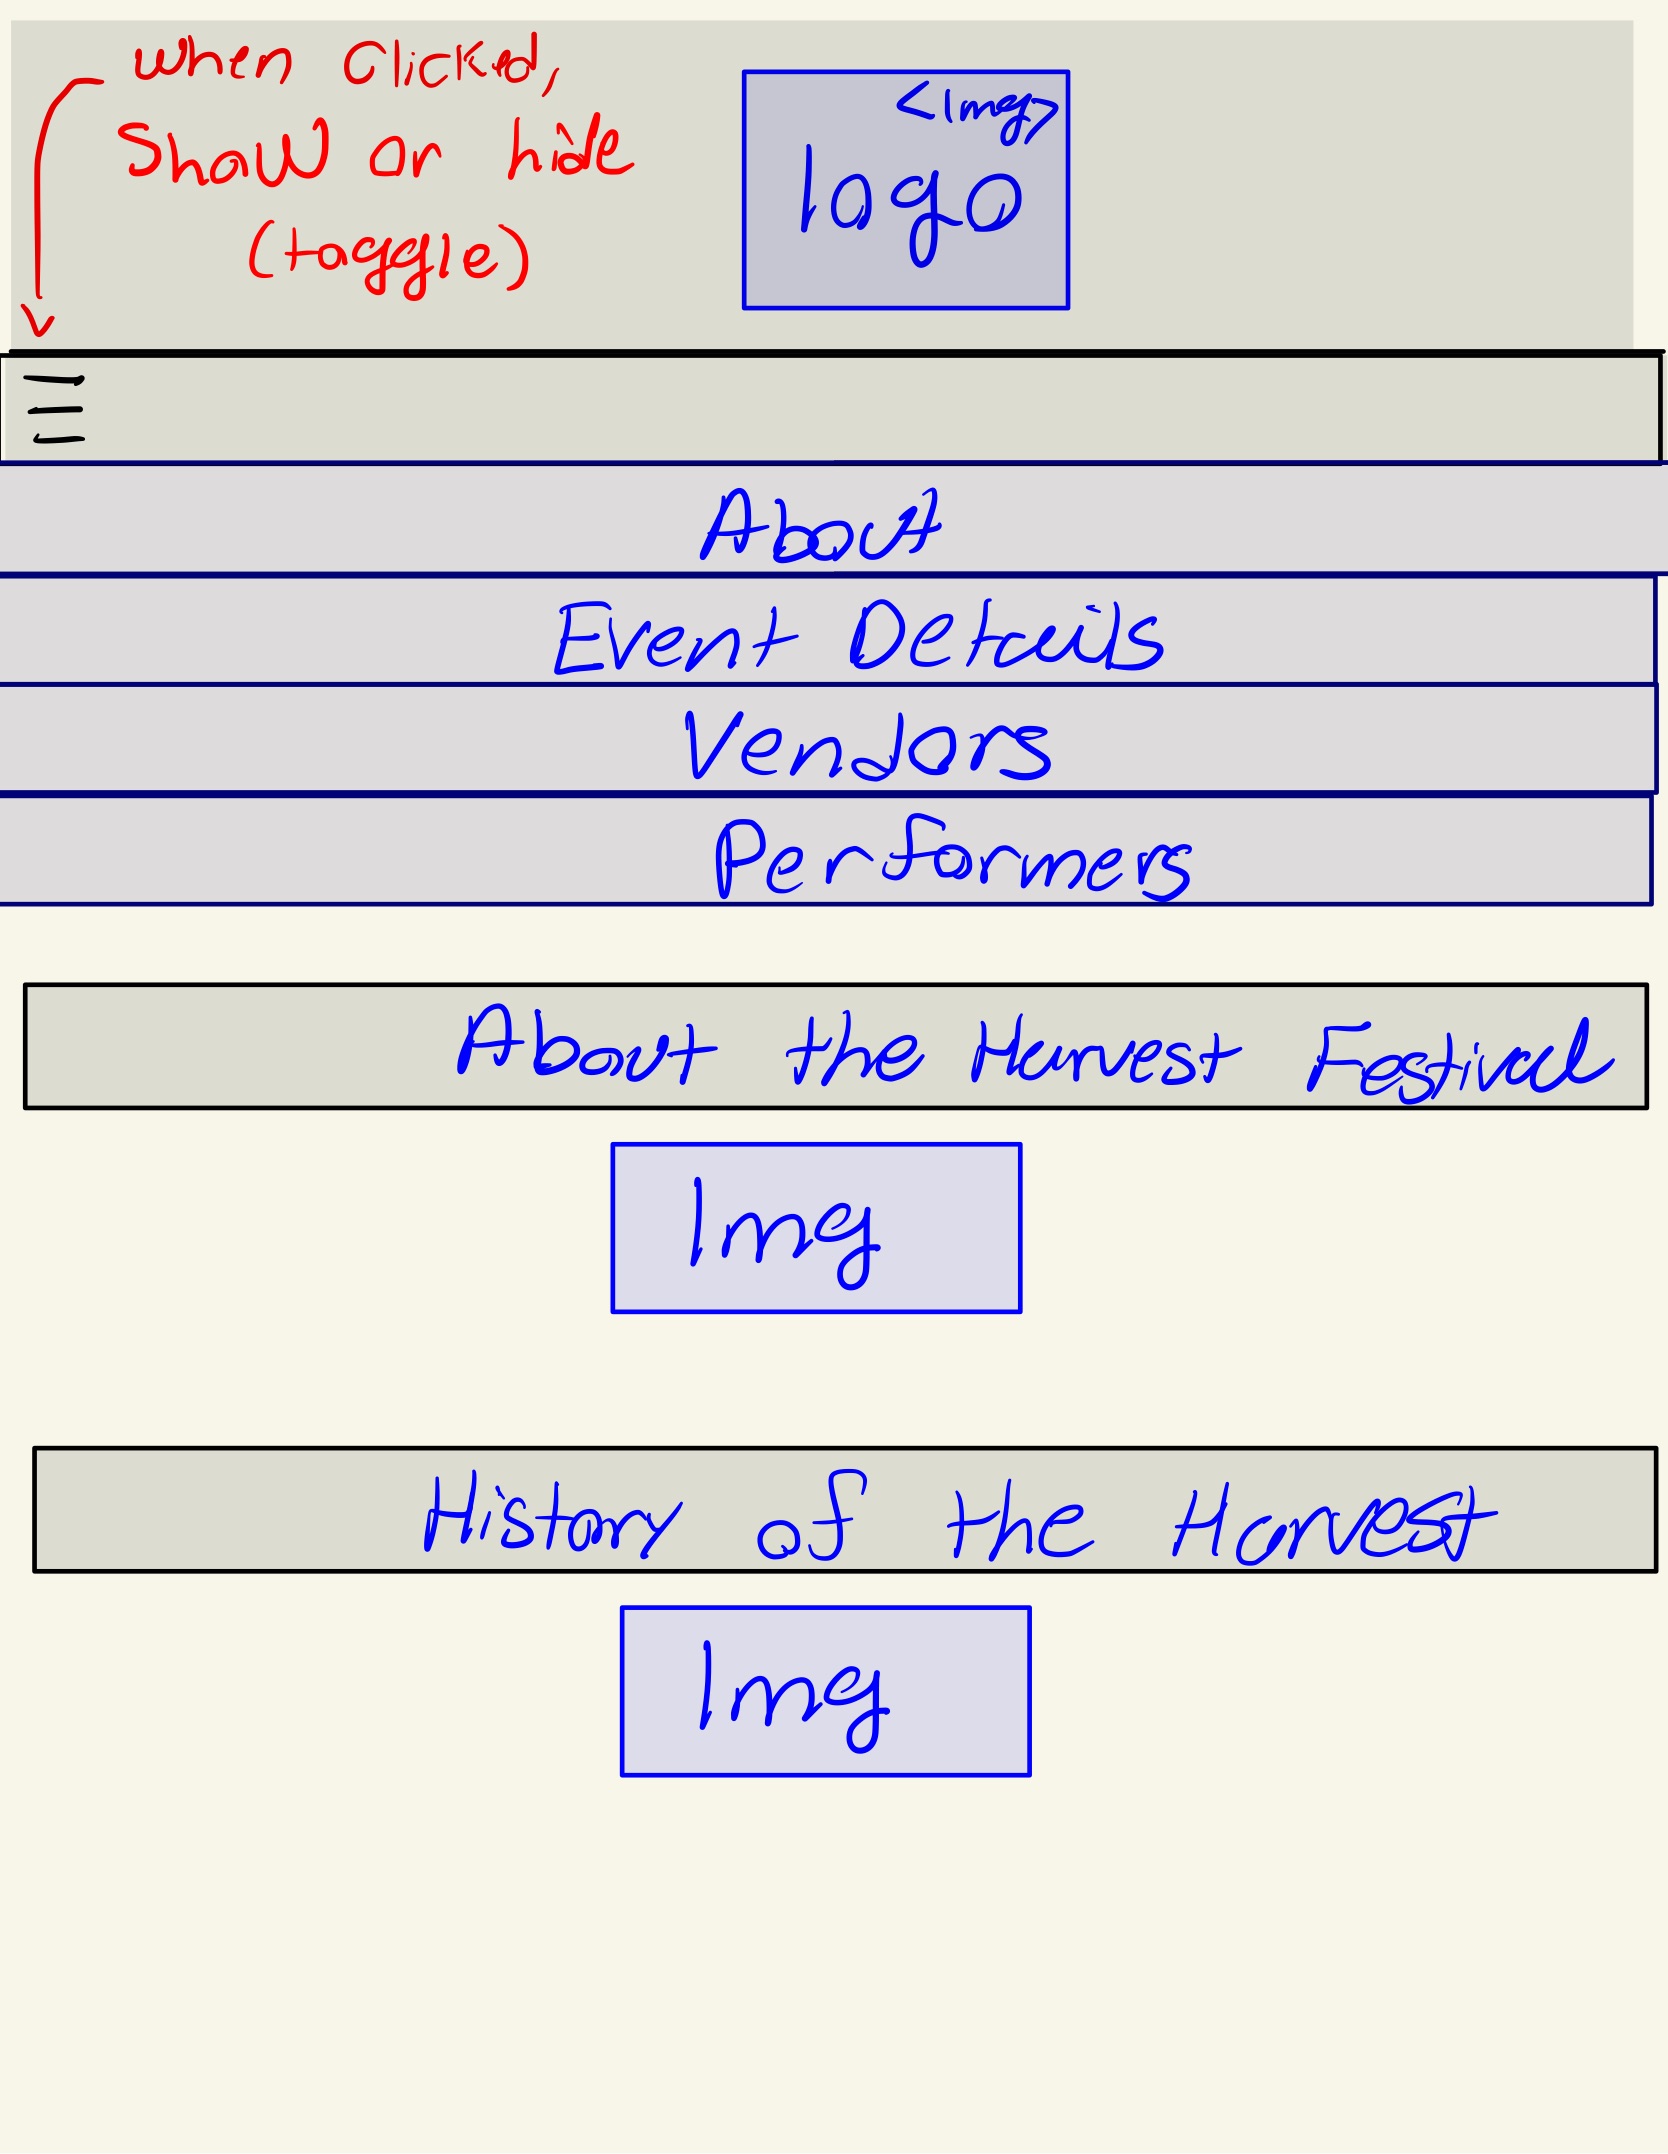 when Clicked,
Show or hide
(toggle)
<Img>
logo
About
Event Details
Vendors
Performers
About the Harvest Festival
Img
History of the Harvest
Img